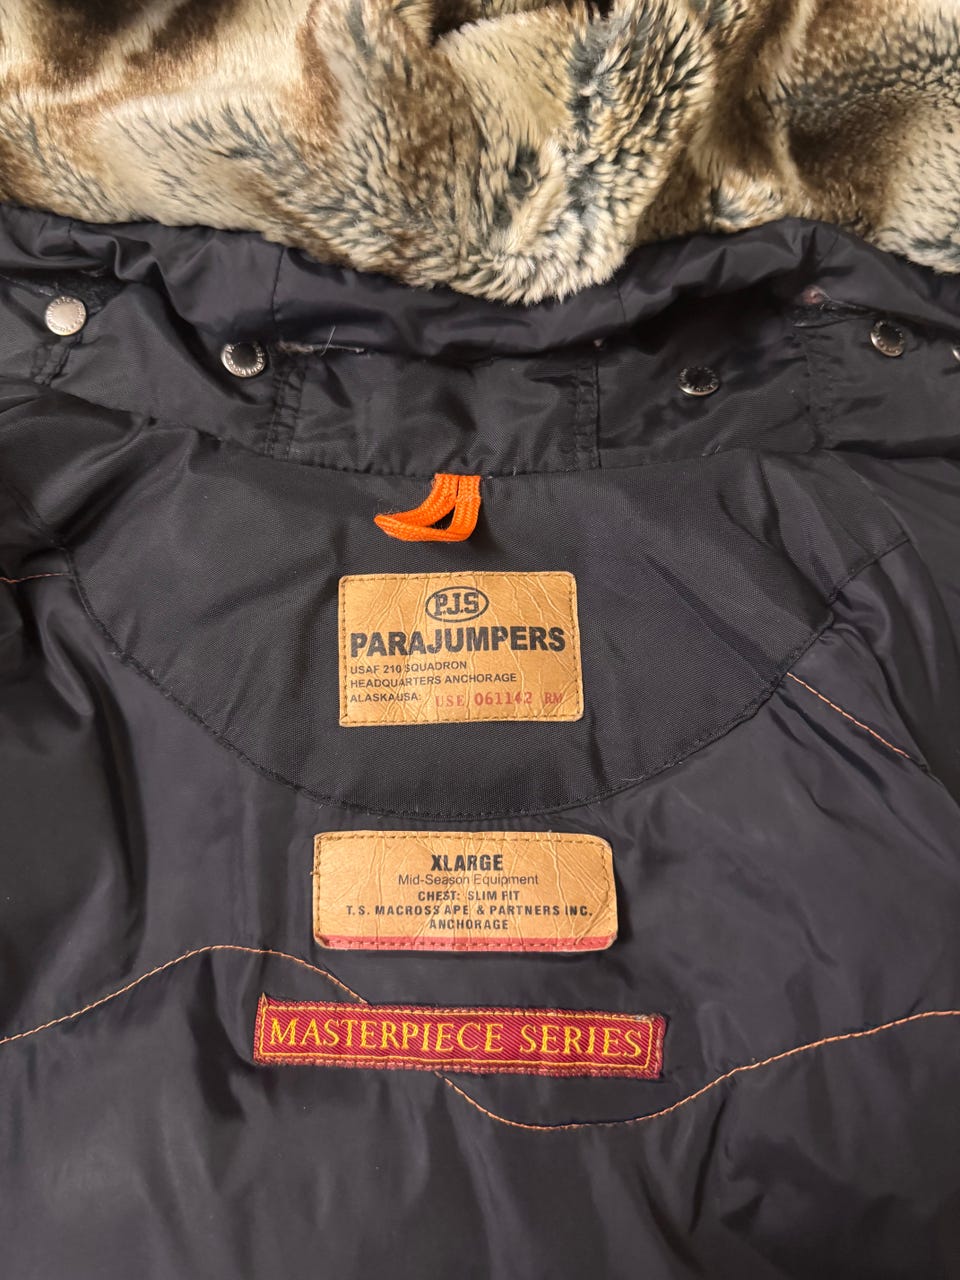 P.J.S
PARAJUMPERS
USAF 210 SQUADRON
HEADQUARTERS ANCHORAGE
ALASKAUSA: USE 061142 RM
XLARGE
Mid-Season Equipment
CHEST: SLIM FIT
T.S. MACROSS APE & PARTNERS INC.
ANCHORAGE
MASTERPIECE SERIES